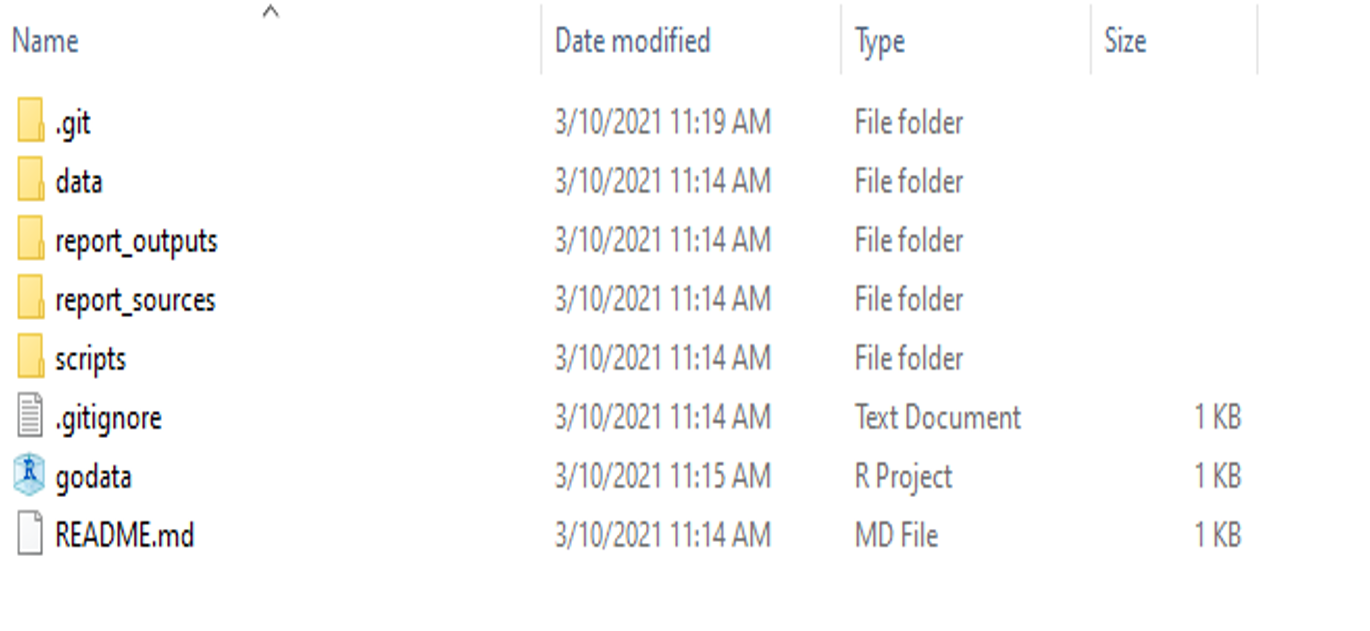 Name Date modified Type Size
.git 3/10/2021 11:19 AM File folder
data 3/10/2021 11:14 AM File folder
report_outputs 3/10/2021 11:14 AM File folder
report_sources 3/10/2021 11:14 AM File folder
scripts 3/10/2021 11:14 AM File folder
.gitignore 3/10/2021 11:14 AM Text Document 1 KB
R godata 3/10/2021 11:15 AM R Project 1 KB
README.md 3/10/2021 11:14 AM MD File 1 KB